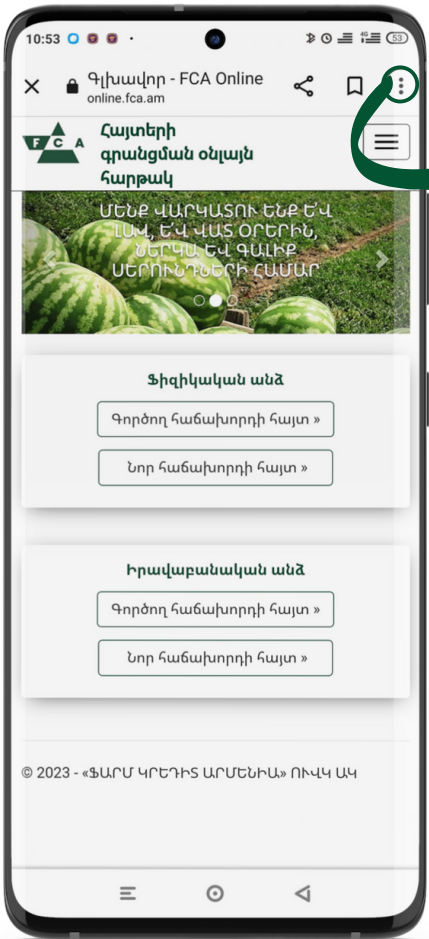 10:53
53
Գլխավոր - FCA Online
online.fca.am
F C A
Հայտերի
գրանցման օնլայն
հարթակ
ՄԵՆՔ ՎԱՐԿԱՏՈՒ ԵՆՔ Ե՛Վ
ԼԱՎ, Ե՛Վ ՎԱՏ ՕՐԵՐԻՆ,
ՆԵՐԿԱ ԵՎ ԳԱԼԻՔ
ՍԵՐՈՒՆԴՆԵՐԻ ՀԱՄԱՐ
Ֆիզիկական անձ
Գործող հաճախորդի հայտ »
Նոր հաճախորդի հայտ »
Իրավաբանական անձ
Գործող հաճախորդի հայտ »
Նոր հաճախորդի հայտ »
© 2023 - «ՖԱՐՄ ԿՐԵԴԻՏ ԱՐՄԵՆԻԱ» ՈՒՎԿ ԱԿ